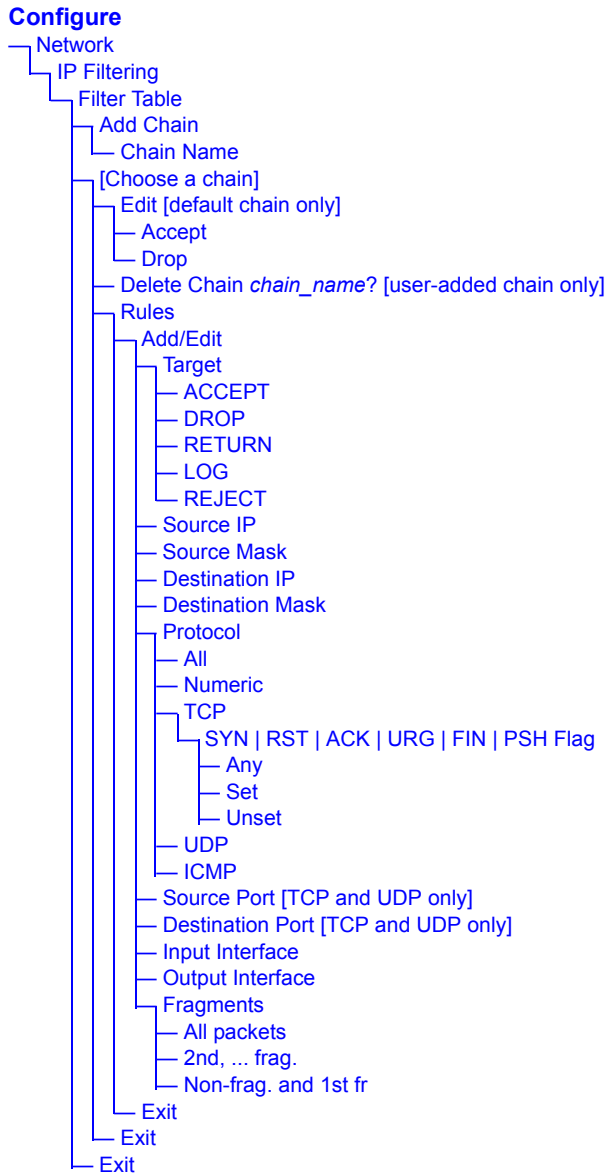 Configure
Network
IP Filtering
Filter Table
Add Chain
Chain Name
[Choose a chain]
Edit [default chain only]
Accept
Drop
Delete Chain chain_name? [user-added chain only]
Rules
Add/Edit
Target
ACCEPT
DROP
RETURN
LOG
REJECT
Source IP
Source Mask
Destination IP
Destination Mask
Protocol
All
Numeric
TCP
SYN | RST | ACK | URG | FIN | PSH Flag
Any
Set
Unset
UDP
ICMP
Source Port [TCP and UDP only]
Destination Port [TCP and UDP only]
Input Interface
Output Interface
Fragments
All packets
2nd, ... frag.
Non-frag. and 1st fr
Exit
Exit
Exit